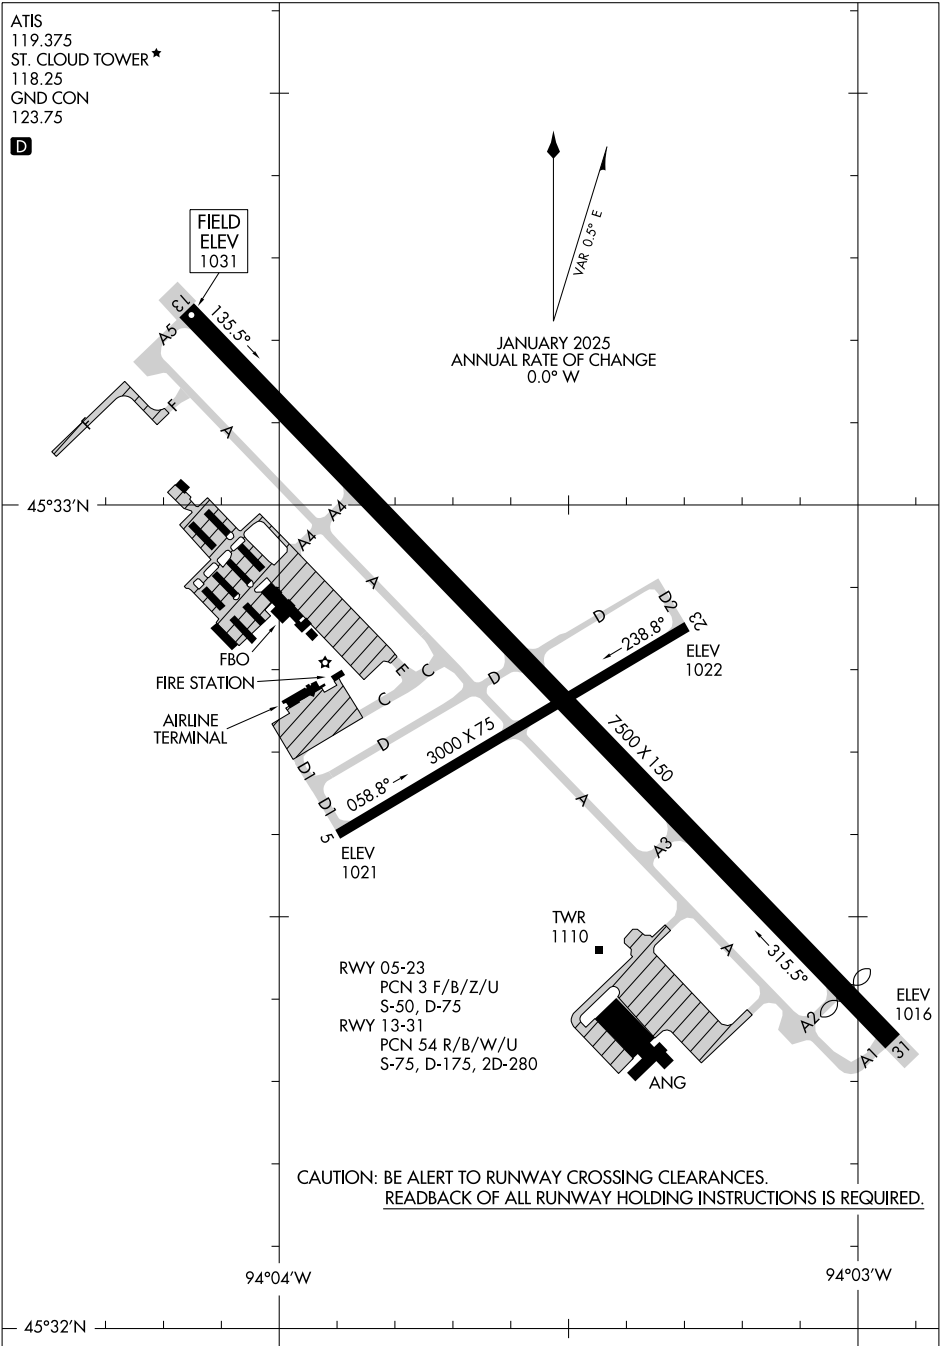 ATIS
119.375
ST. CLOUD TOWER★
118.25
GND CON
123.75
D
FIELD
ELEV
1031
VAR 0.5° E
JANUARY 2025
ANNUAL RATE OF CHANGE
0.0° W
13
135.5°
A5
F
F
A
45°33'N
A4
A4
A
D
D2
23
238.8°
ELEV
1022
FBO
FIRE STATION
AIRLINE
TERMINAL
E
C
C
D
D
3000 X 75
7500 X 150
D1
D1
058.8°
5
ELEV
1021
A
A3
TWR
1110
A
315.5°
ELEV
1016
A2
A1
31
RWY 05-23
PCN 3 F/B/Z/U
S-50, D-75
RWY 13-31
PCN 54 R/B/W/U
S-75, D-175, 2D-280
ANG
CAUTION: BE ALERT TO RUNWAY CROSSING CLEARANCES.
READBACK OF ALL RUNWAY HOLDING INSTRUCTIONS IS REQUIRED.
94°04'W
94°03'W
45°32'N